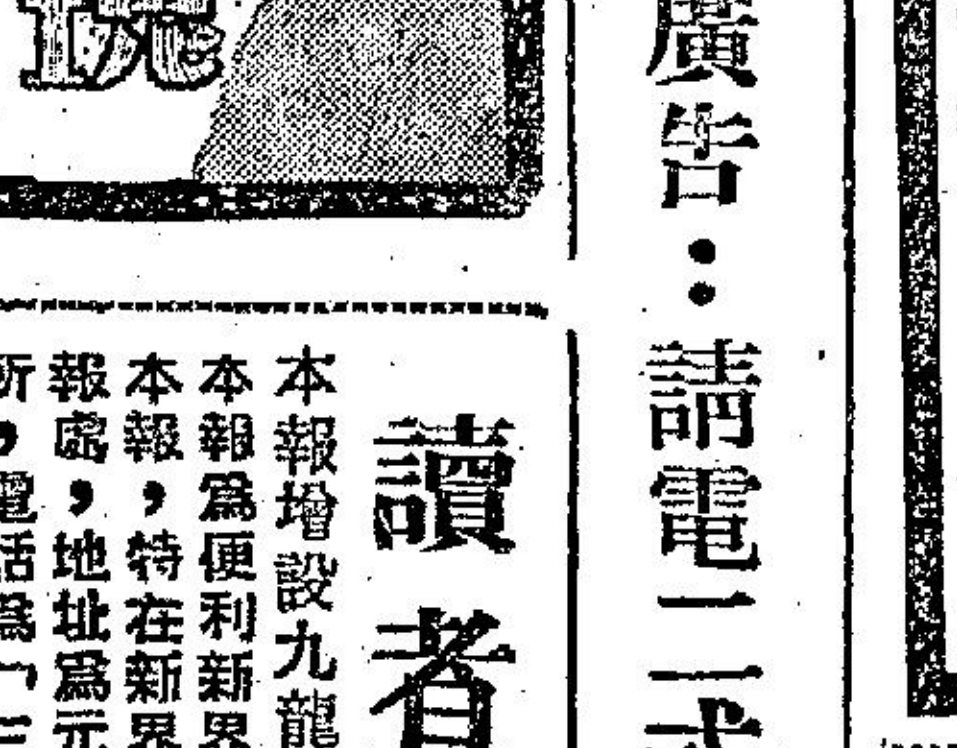 廣告：請電二
讀者
本報增設九龍
本報爲便利新界
本報，特在新界
報處，地址爲元
所，電話爲「